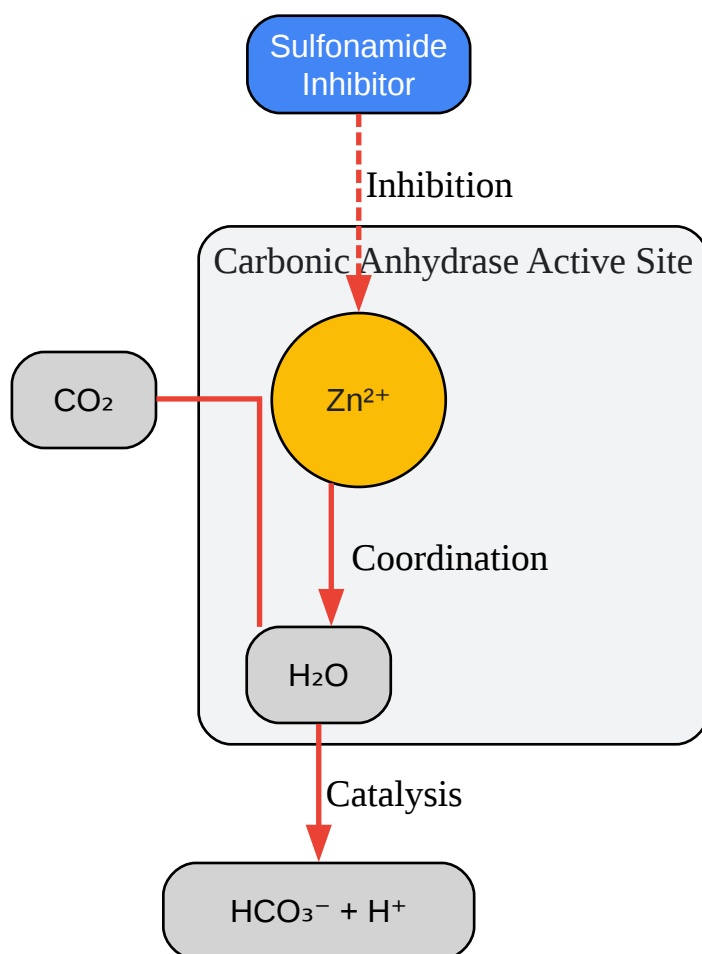 Sulfonamide
Inhibitor
Inhibition
Carbonic Anhydrase Active Site
CO₂
Zn²⁺
Coordination
H₂O
Catalysis
HCO₃⁻ + H⁺